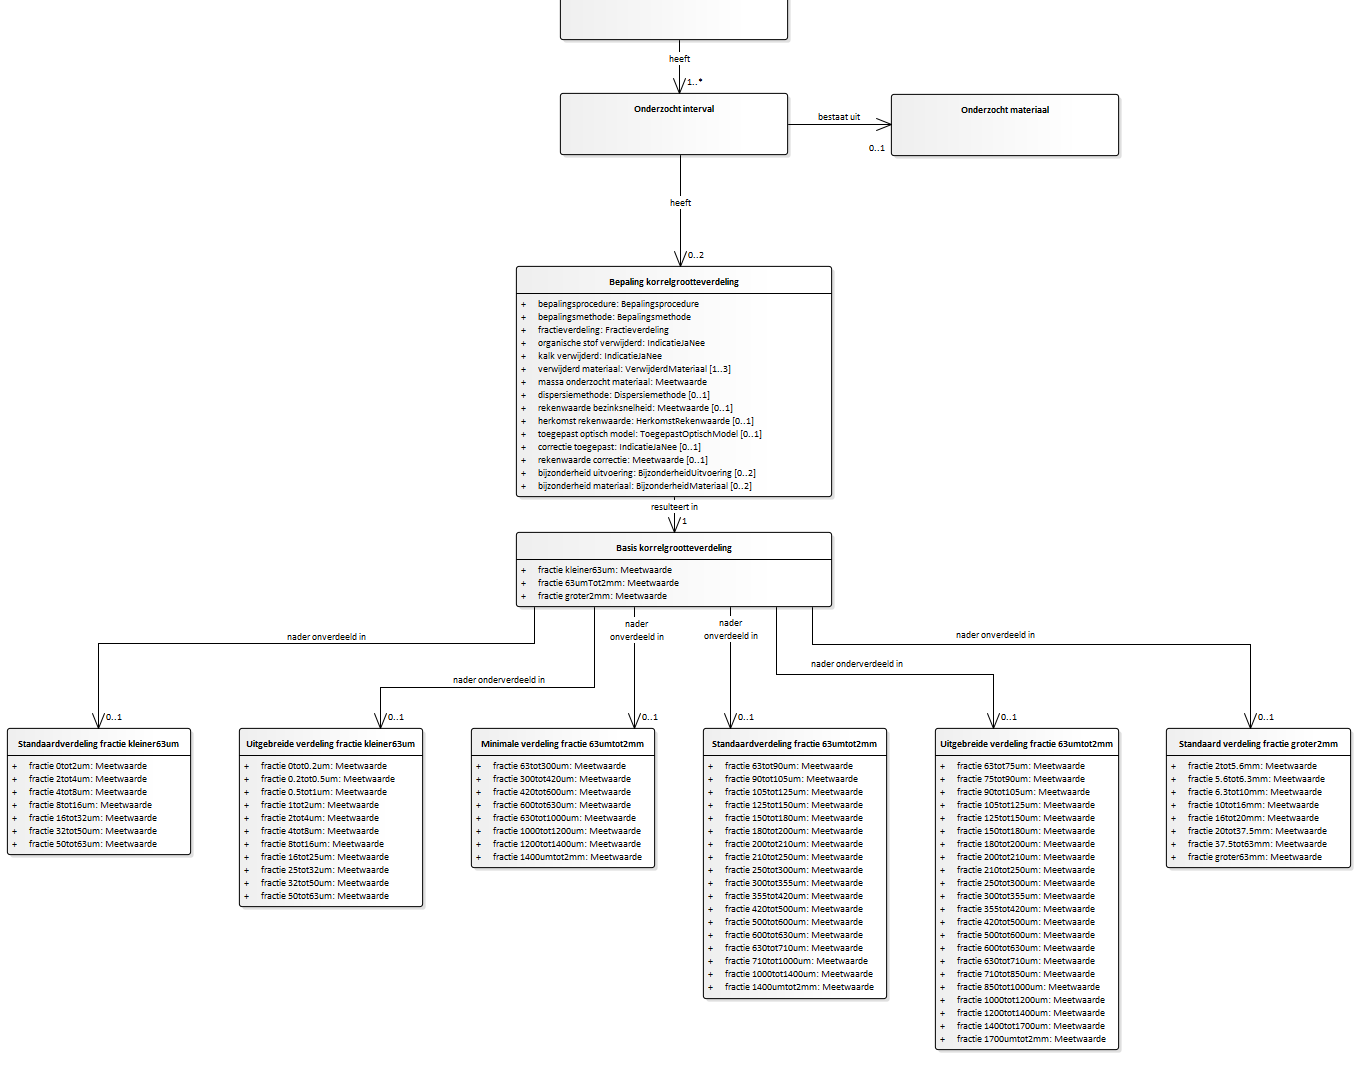 heeft
1..*
Onderzocht interval
bestaat uit
0..1
Onderzocht materiaal
heeft
0..2
Bepaling korrelgrootteverdeling
+ bepalingsprocedure: Bepalingsprocedure
+ bepalingsmethode: Bepalingsmethode
+ fractieverdeling: Fractieverdeling
+ organische stof verwijderd: IndicatieJaNee
+ kalk verwijderd: IndicatieJaNee
+ verwijderd materiaal: VerwijderdMateriaal [1..3]
+ massa onderzocht materiaal: Meetwaarde
+ dispersiemethode: Dispersiemethode [0..1]
+ rekenwaarde bezinksnelheid: Meetwaarde [0..1]
+ herkomst rekenwaarde: HerkomstRekenwaarde [0..1]
+ toegepast optisch model: ToegepastOptischModel [0..1]
+ correctie toegepast: IndicatieJaNee [0..1]
+ rekenwaarde correctie: Meetwaarde [0..1]
+ bijzonderheid uitvoering: BijzonderheidUitvoering [0..2]
+ bijzonderheid materiaal: BijzonderheidMateriaal [0..2]
resulteert in
1
Basis korrelgrootteverdeling
+ fractie kleiner63um: Meetwaarde
+ fractie 63umTot2mm: Meetwaarde
+ fractie groter2mm: Meetwaarde
nader onverdeeld in
0..1
nader onderverdeeld in
0..1
nader
onverdeeld in
0..1
nader
onverdeeld in
0..1
nader onderverdeeld in
0..1
nader onverdeeld in
0..1
Standaardverdeling fractie kleiner63um
+ fractie 0tot2um: Meetwaarde
+ fractie 2tot4um: Meetwaarde
+ fractie 4tot8um: Meetwaarde
+ fractie 8tot16um: Meetwaarde
+ fractie 16tot32um: Meetwaarde
+ fractie 32tot50um: Meetwaarde
+ fractie 50tot63um: Meetwaarde
Uitgebreide verdeling fractie kleiner63um
+ fractie 0tot0.2um: Meetwaarde
+ fractie 0.2tot0.5um: Meetwaarde
+ fractie 0.5tot1um: Meetwaarde
+ fractie 1tot2um: Meetwaarde
+ fractie 2tot4um: Meetwaarde
+ fractie 4tot8um: Meetwaarde
+ fractie 8tot16um: Meetwaarde
+ fractie 16tot25um: Meetwaarde
+ fractie 25tot32um: Meetwaarde
+ fractie 32tot50um: Meetwaarde
+ fractie 50tot63um: Meetwaarde
Minimale verdeling fractie 63umtot2mm
+ fractie 63tot300um: Meetwaarde
+ fractie 300tot420um: Meetwaarde
+ fractie 420tot600um: Meetwaarde
+ fractie 600tot630um: Meetwaarde
+ fractie 630tot1000um: Meetwaarde
+ fractie 1000tot1200um: Meetwaarde
+ fractie 1200tot1400um: Meetwaarde
+ fractie 1400umtot2mm: Meetwaarde
Standaardverdeling fractie 63umtot2mm
+ fractie 63tot90um: Meetwaarde
+ fractie 90tot105um: Meetwaarde
+ fractie 105tot125um: Meetwaarde
+ fractie 125tot150um: Meetwaarde
+ fractie 150tot180um: Meetwaarde
+ fractie 180tot200um: Meetwaarde
+ fractie 200tot210um: Meetwaarde
+ fractie 210tot250um: Meetwaarde
+ fractie 250tot300um: Meetwaarde
+ fractie 300tot355um: Meetwaarde
+ fractie 355tot420um: Meetwaarde
+ fractie 420tot500um: Meetwaarde
+ fractie 500tot600um: Meetwaarde
+ fractie 600tot630um: Meetwaarde
+ fractie 630tot710um: Meetwaarde
+ fractie 710tot1000um: Meetwaarde
+ fractie 1000tot1400um: Meetwaarde
+ fractie 1400umtot2mm: Meetwaarde
Uitgebreide verdeling fractie 63umtot2mm
+ fractie 63tot75um: Meetwaarde
+ fractie 75tot90um: Meetwaarde
+ fractie 90tot105um: Meetwaarde
+ fractie 105tot125um: Meetwaarde
+ fractie 125tot150um: Meetwaarde
+ fractie 150tot180um: Meetwaarde
+ fractie 180tot200um: Meetwaarde
+ fractie 200tot210um: Meetwaarde
+ fractie 210tot250um: Meetwaarde
+ fractie 250tot300um: Meetwaarde
+ fractie 300tot355um: Meetwaarde
+ fractie 355tot420um: Meetwaarde
+ fractie 420tot500um: Meetwaarde
+ fractie 500tot600um: Meetwaarde
+ fractie 600tot630um: Meetwaarde
+ fractie 630tot710um: Meetwaarde
+ fractie 710tot850um: Meetwaarde
+ fractie 850tot1000um: Meetwaarde
+ fractie 1000tot1200um: Meetwaarde
+ fractie 1200tot1400um: Meetwaarde
+ fractie 1400tot1700um: Meetwaarde
+ fractie 1700umtot2mm: Meetwaarde
Standaard verdeling fractie groter2mm
+ fractie 2tot5.6mm: Meetwaarde
+ fractie 5.6tot6.3mm: Meetwaarde
+ fractie 6.3tot10mm: Meetwaarde
+ fractie 10tot16mm: Meetwaarde
+ fractie 16tot20mm: Meetwaarde
+ fractie 20tot37.5mm: Meetwaarde
+ fractie 37.5tot63mm: Meetwaarde
+ fractie groter63mm: Meetwaarde